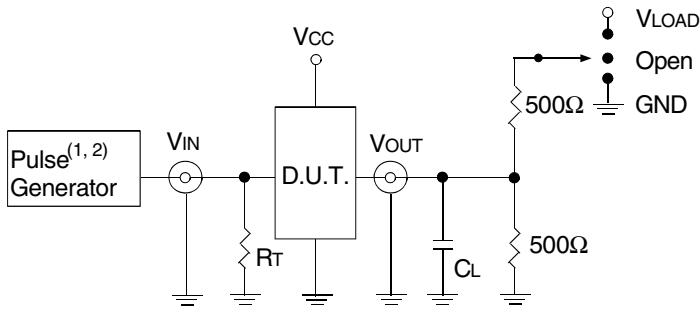 VLOAD
VCC
Open
500Ω
GND
Pulse(1, 2)
Generator
VIN
D.U.T.
VOUT
RT
CL
500Ω